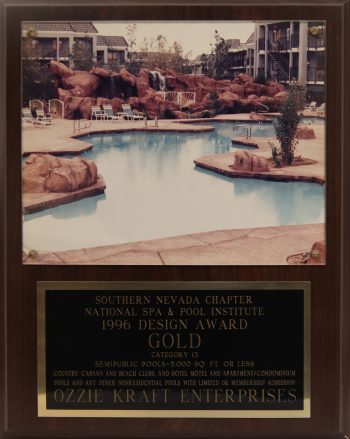 SOUTHERN NEVADA CHAPTER
NATIONAL SPA & POOL INSTITUTE
1996 DESIGN AWARD
GOLD
CATEGORY E3
SEMIPUBLIC POOLS-3,000 SQ. FT. OR LESS
COUNTRY, CABANA AND BEACH CLUBS, AND HOTEL MOTEL AND APARTMENT/CONDOMINIUM
POOLS AND ANY OTHER NONRESIDENTIAL POOLS WITH LIMITED OR MEMBERSHIP ADMISSION
OZZIE KRAFT ENTERPRISES